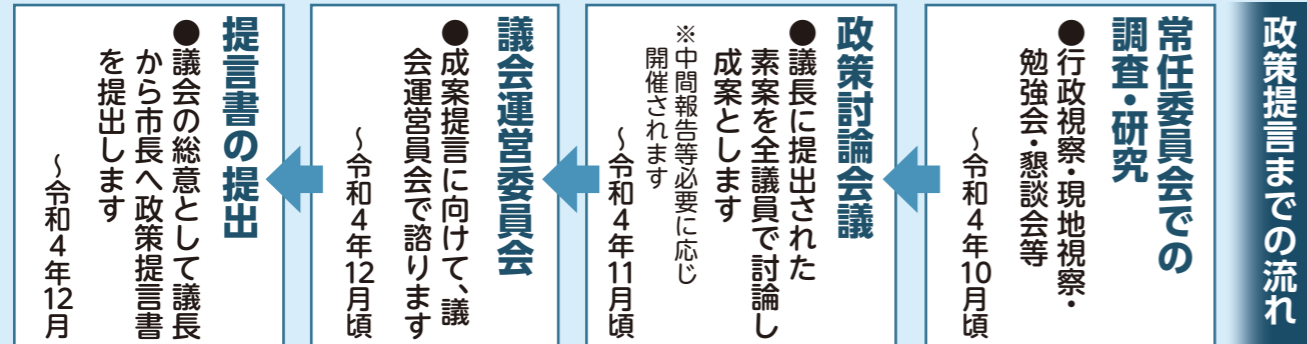 政策提言までの流れ
常任委員会での
調査・研究
●行政視察・現地視察・
勉強会・懇談会等
～令和4年10月頃
政策討論会議
●議長に提出された
素案を全議員で討論し
成案とします
※中間報告等必要に応じ
開催されます
～令和4年11月頃
議会運営委員会
●成案提言に向けて、議
会運営員会で諮ります
～令和4年12月頃
提言書の提出
●議会の総意として議長
から市長へ政策提言書
を提出します
～令和4年12月